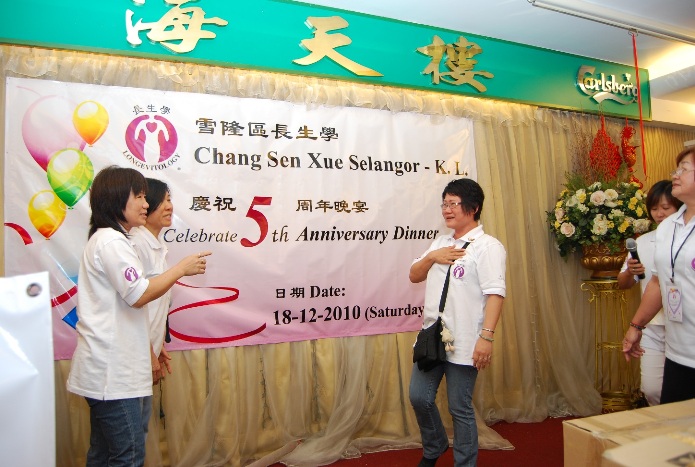 海天樓
Carlsberg
長生學
LONGEVITOLOGY
雪隆區長生學
Chang Sen Xue Selangor - K. L.
慶祝 5 周年晚宴
Celebrate 5th Anniversary Dinner
日期 Date:
18-12-2010 (Saturday